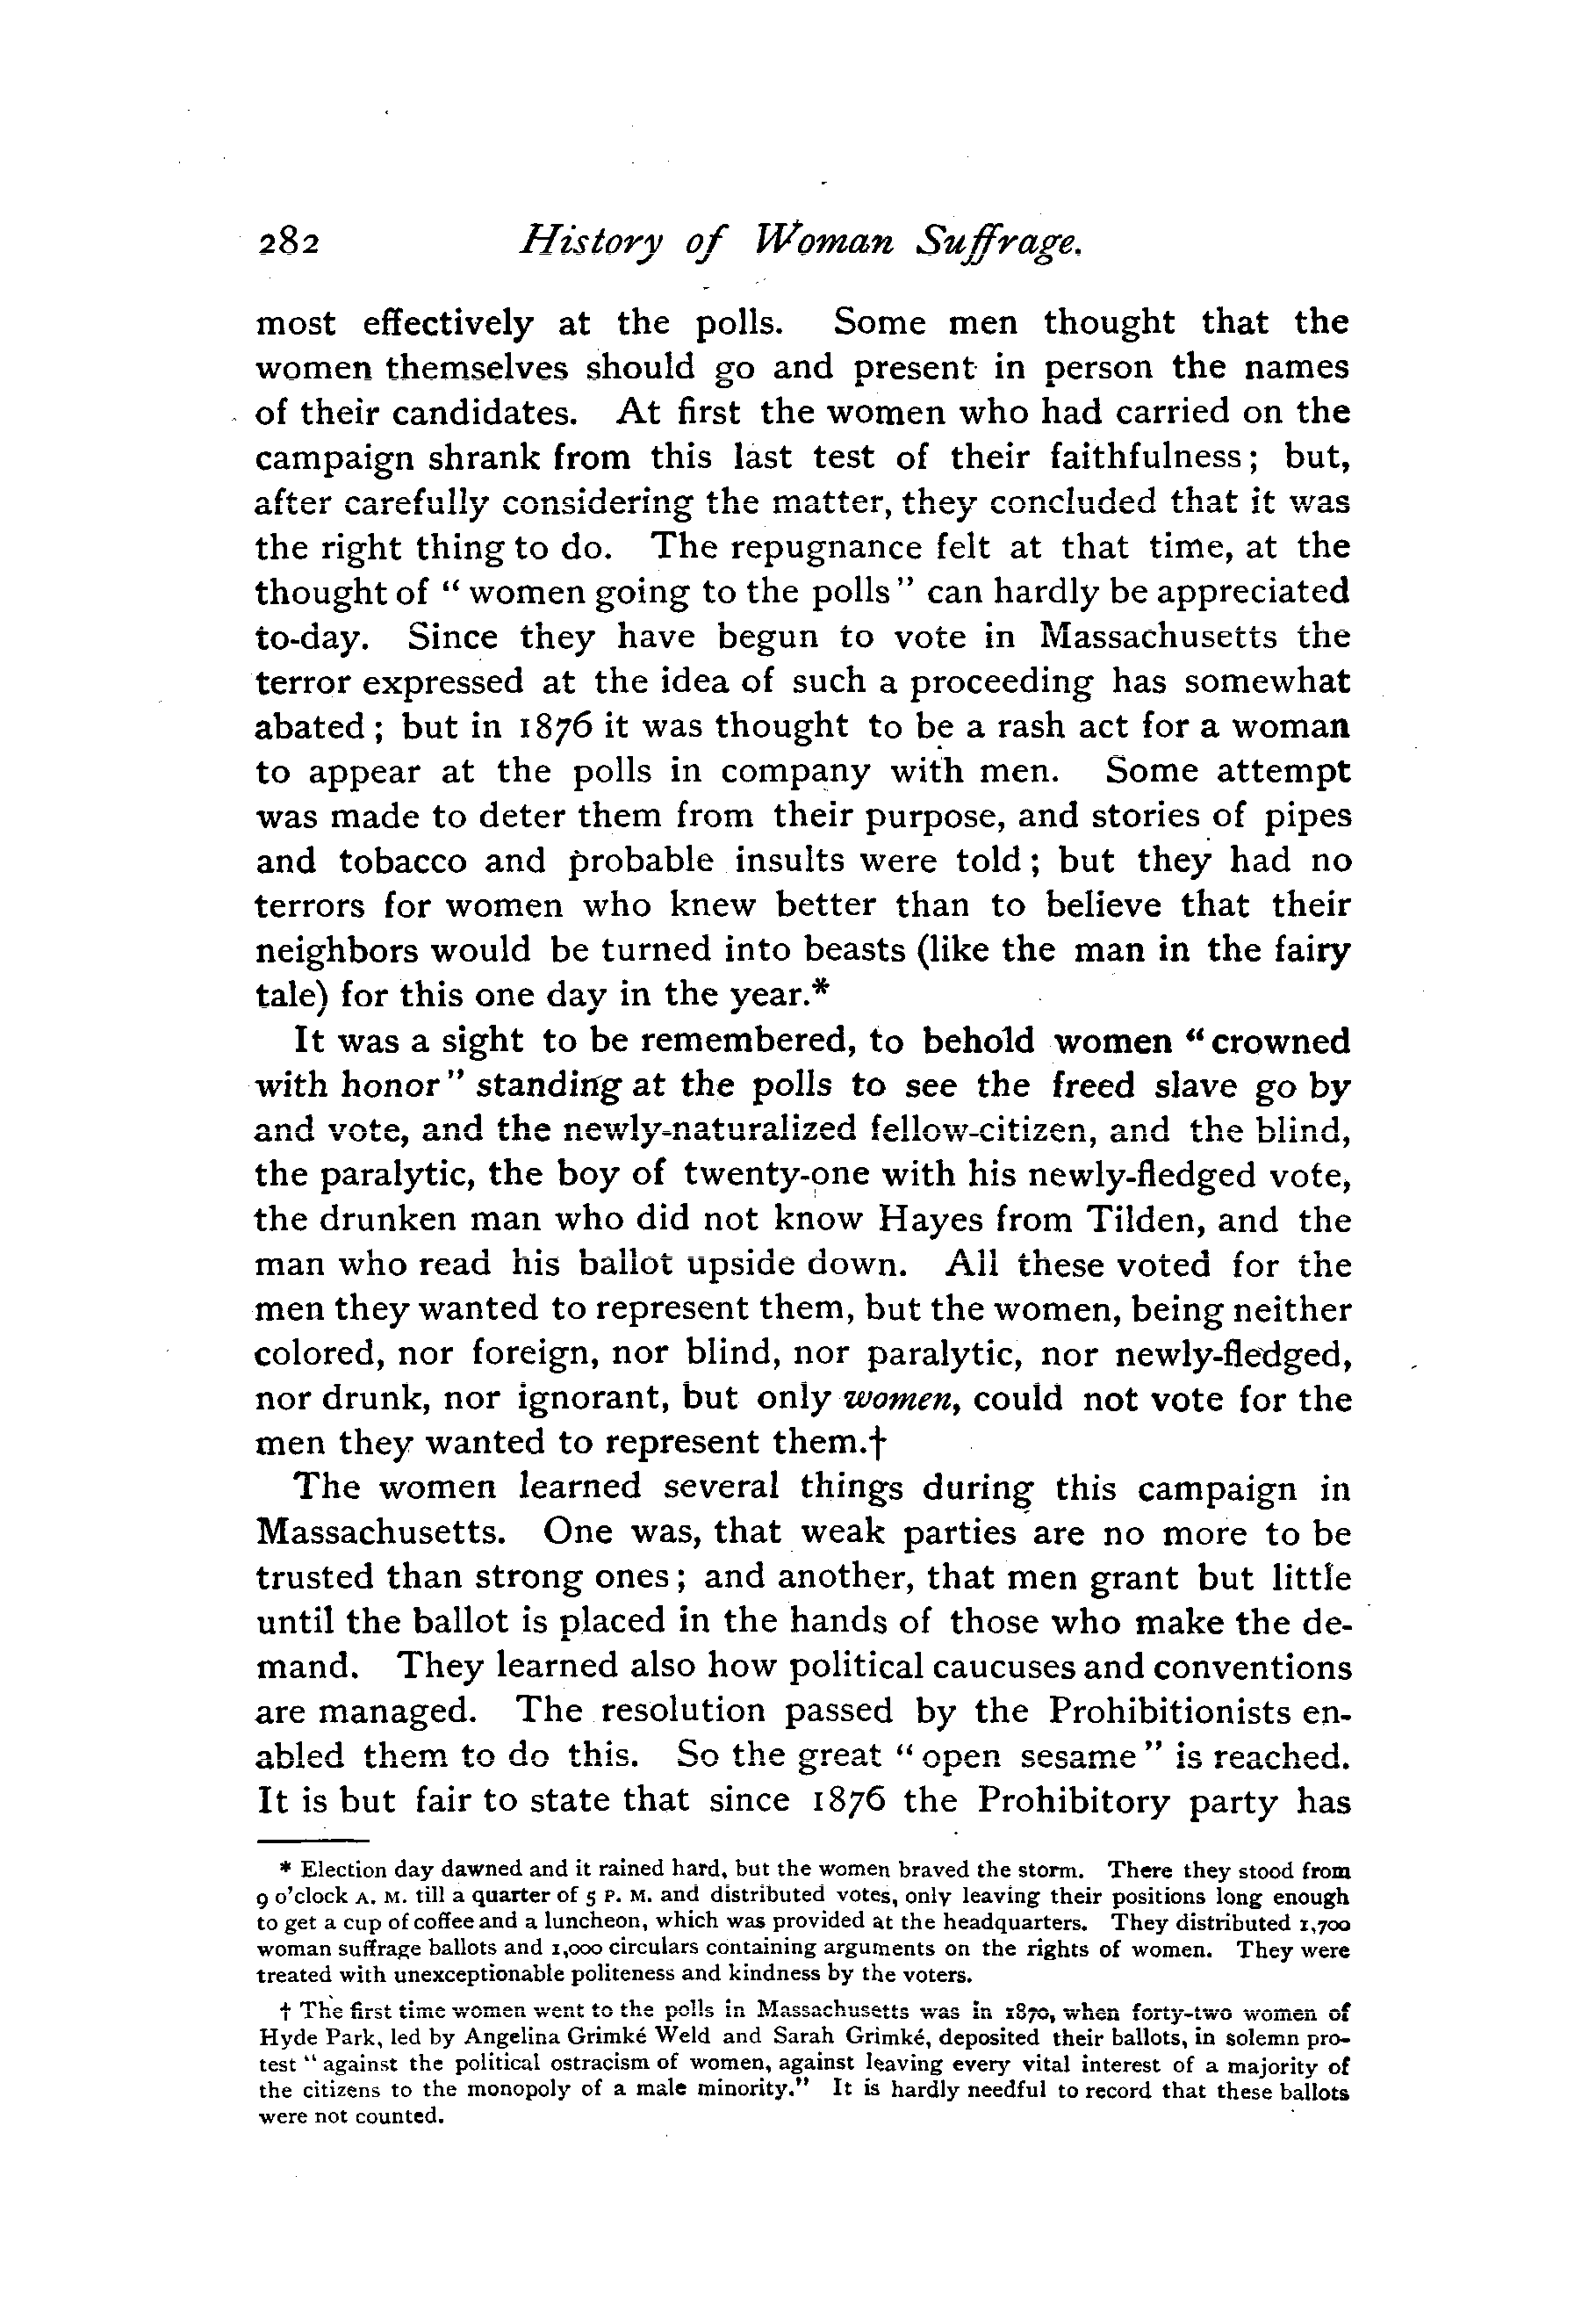 282 History of Woman Suffrage.
most effectively at the polls. Some men thought that the
women themselves should go and present in person the names
of their candidates. At first the women who had carried on the
campaign shrank from this last test of their faithfulness; but,
after carefully considering the matter, they concluded that it was
the right thing to do. The repugnance felt at that time, at the
thought of "women going to the polls" can hardly be appreciated
to-day. Since they have begun to vote in Massachusetts the
terror expressed at the idea of such a proceeding has somewhat
abated; but in 1876 it was thought to be a rash act for a woman
to appear at the polls in company with men. Some attempt
was made to deter them from their purpose, and stories of pipes
and tobacco and probable insults were told; but they had no
terrors for women who knew better than to believe that their
neighbors would be turned into beasts (like the man in the fairy
tale) for this one day in the year.*
It was a sight to be remembered, to behold women "crowned
with honor" standing at the polls to see the freed slave go by
and vote, and the newly-naturalized fellow-citizen, and the blind,
the paralytic, the boy of twenty-one with his newly-fledged vote,
the drunken man who did not know Hayes from Tilden, and the
man who read his ballot upside down. All these voted for the
men they wanted to represent them, but the women, being neither
colored, nor foreign, nor blind, nor paralytic, nor newly-fledged,
nor drunk, nor ignorant, but only women, could not vote for the
men they wanted to represent them.†
The women learned several things during this campaign in
Massachusetts. One was, that weak parties are no more to be
trusted than strong ones; and another, that men grant but little
until the ballot is placed in the hands of those who make the de-
mand. They learned also how political caucuses and conventions
are managed. The resolution passed by the Prohibitionists en-
abled them to do this. So the great "open sesame" is reached.
It is but fair to state that since 1876 the Prohibitory party has
* Election day dawned and it rained hard, but the women braved the storm. There they stood from
9 o'clock A. M. till a quarter of 5 P. M. and distributed votes, only leaving their positions long enough
to get a cup of coffee and a luncheon, which was provided at the headquarters. They distributed 1,700
woman suffrage ballots and 1,000 circulars containing arguments on the rights of women. They were
treated with unexceptionable politeness and kindness by the voters.
† The first time women went to the polls in Massachusetts was in 1870, when forty-two women of
Hyde Park, led by Angelina Grimké Weld and Sarah Grimké, deposited their ballots, in solemn pro-
test "against the political ostracism of women, against leaving every vital interest of a majority of
the citizens to the monopoly of a male minority." It is hardly needful to record that these ballots
were not counted.